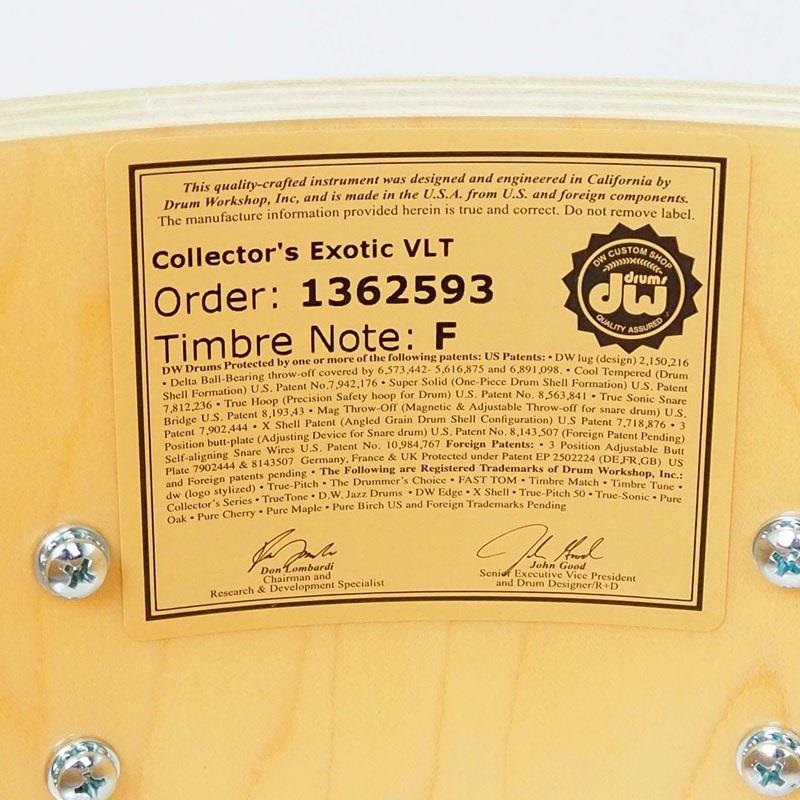 This quality-crafted instrument was designed and engineered in California by
Drum Workshop, Inc, and is made in the U.S.A. from U.S. and foreign components.
The manufacture information provided herein is true and correct. Do not remove label.
Collector's Exotic VLT
Order: 1362593
Timbre Note: F
DW CUSTOM SHOP
drums
dw
QUALITY ASSURED
DW Drums Protected by one or more of the following patents: US Patents: • DW lug (design) 2,150,216
• Delta Ball-Bearing throw-off covered by 6,573,442- 5,616,875 and 6,891,098. • Cool Tempered (Drum
Shell Formation) U.S. Patent No.7,942,176 • Super Solid (One-Piece Drum Shell Formation) U.S. Patent
7,812,236 • True Hoop (Precision Safety hoop for Drum) U.S. Patent No. 8,563,841 • True Sonic Snare
Bridge U.S. Patent 8,193,43 • Mag Throw-Off (Magnetic & Adjustable Throw-off for snare drum) U.S.
Patent 7,902,444 • X Shell Patent (Angled Grain Drum Shell Configuration) U.S Patent 7,718,876 • 3
Position butt-plate (Adjusting Device for Snare drum) U.S. Patent No. 8,143,507 (Foreign Patent Pending)
Self-aligning Snare Wires U.S. Patent No. 10,984,767 Foreign Patents: • 3 Position Adjustable Butt
Plate 7902444 & 8143507 Germany, France & UK Protected under Patent EP 2502224 (DE,FR,GB) US
and Foreign patents pending • The Following are Registered Trademarks of Drum Workshop, Inc.:
dw (logo stylized) • True-Pitch • The Drummer's Choice • FAST TOM • Timbre Match • Timbre Tune •
Collector's Series • TrueTone • D.W. Jazz Drums • DW Edge • X Shell • True-Pitch 50 • True-Sonic • Pure
Oak • Pure Cherry • Pure Maple • Pure Birch US and Foreign Trademarks Pending
Don Lombardi
Chairman and
Research & Development Specialist
John Good
Senior Executive Vice President
and Drum Designer/R+D